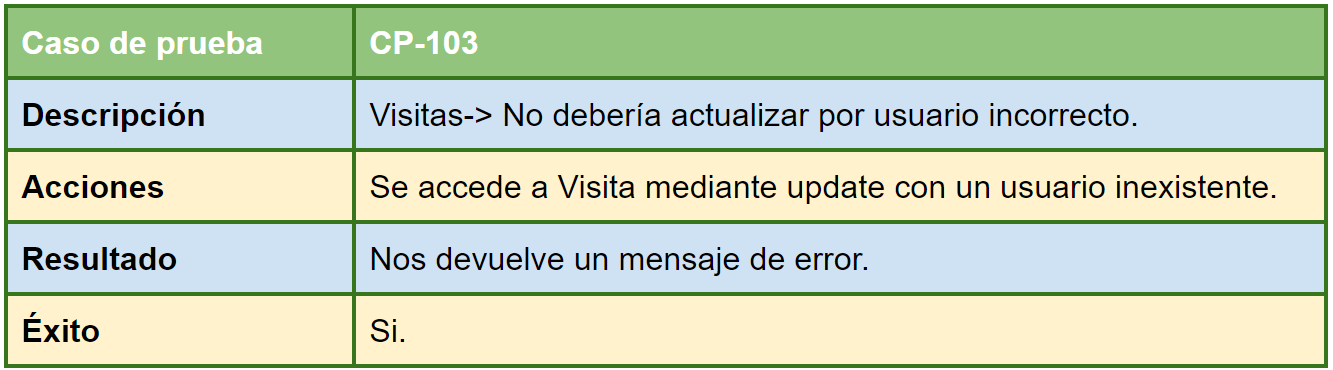 Caso de prueba CP-103
Descripción Visitas-> No debería actualizar por usuario incorrecto.
Acciones Se accede a Visita mediante update con un usuario inexistente.
Resultado Nos devuelve un mensaje de error.
Éxito Si.